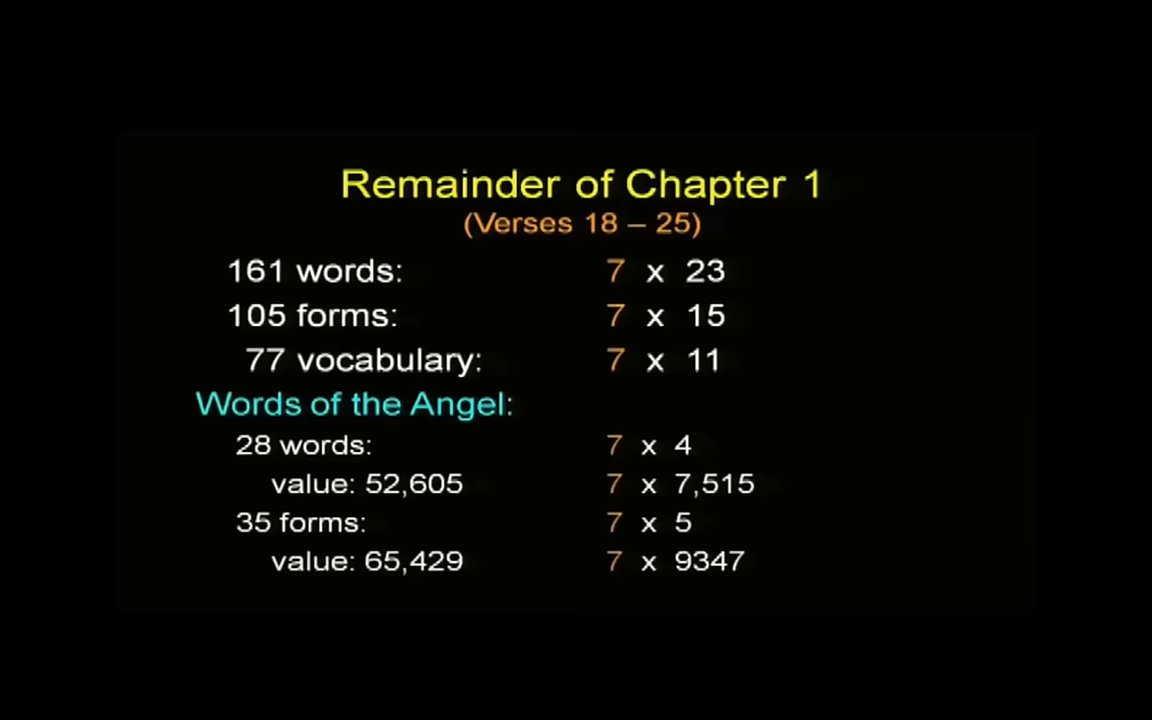 Remainder of Chapter 1
(Verses 18 – 25)
161 words: 7 x 23
105 forms: 7 x 15
77 vocabulary: 7 x 11
Words of the Angel:
28 words: 7 x 4
value: 52,605 7 x 7,515
35 forms: 7 x 5
value: 65,429 7 x 9347